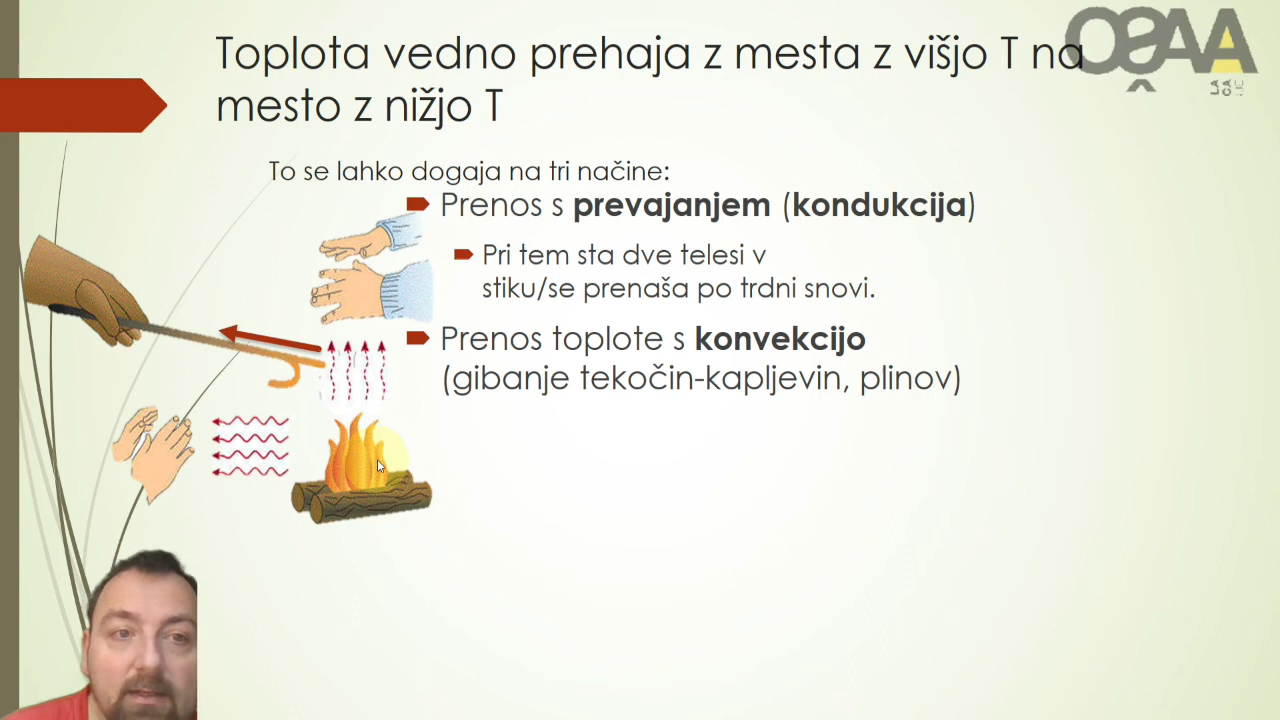 Toplota vedno prehaja z mesta z višjo T na
mesto z nižjo T
To se lahko dogaja na tri načine:
Prenos s prevajanjem (kondukcija)
Pri tem sta dve telesi v
stiku/se prenaša po trdni snovi.
Prenos toplote s konvekcijo
(gibanje tekočin-kapljevin, plinov)